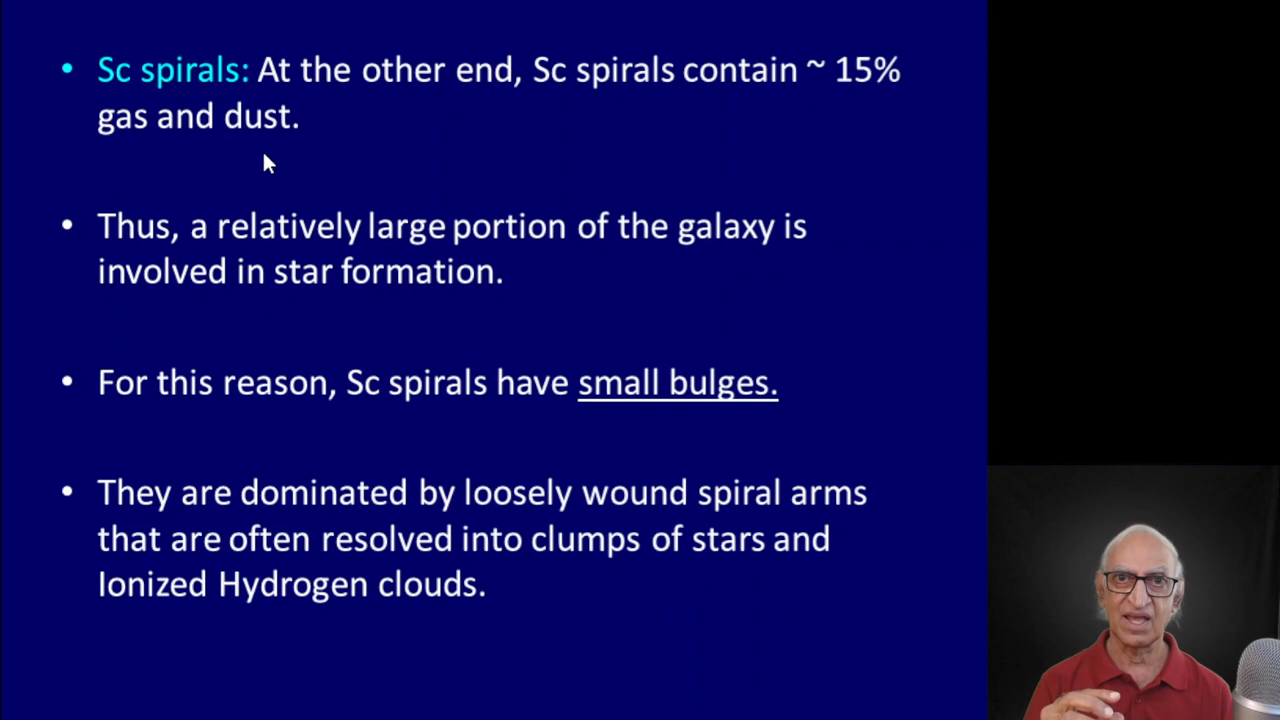 • Sc spirals: At the other end, Sc spirals contain ~ 15%
gas and dust.
• Thus, a relatively large portion of the galaxy is
involved in star formation.
• For this reason, Sc spirals have small bulges.
• They are dominated by loosely wound spiral arms
that are often resolved into clumps of stars and
Ionized Hydrogen clouds.